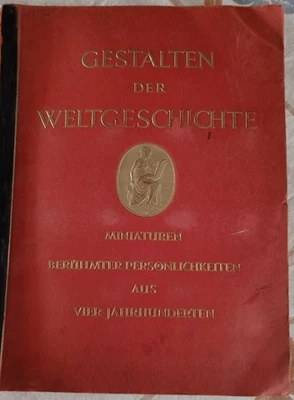 GESTALTEN
DER
WELTGESCHICHTE
MINIATUREN
BERÜHMTER PERSÖNLICHKEITEN
AUS
VIER JAHRHUNDERTEN